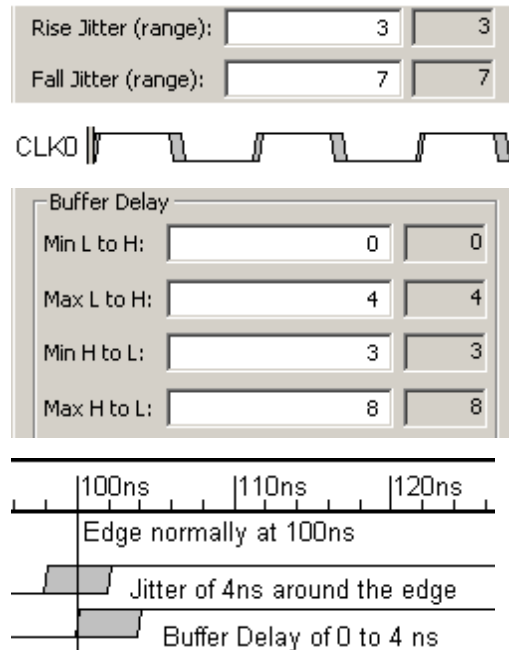 Rise Jitter (range): 3 3
Fall Jitter (range): 7 7
CLK0
Buffer Delay
Min L to H: 0 0
Max L to H: 4 4
Min H to L: 3 3
Max H to L: 8 8
100ns 110ns 120ns
Edge normally at 100ns
Jitter of 4ns around the edge
Buffer Delay of 0 to 4 ns